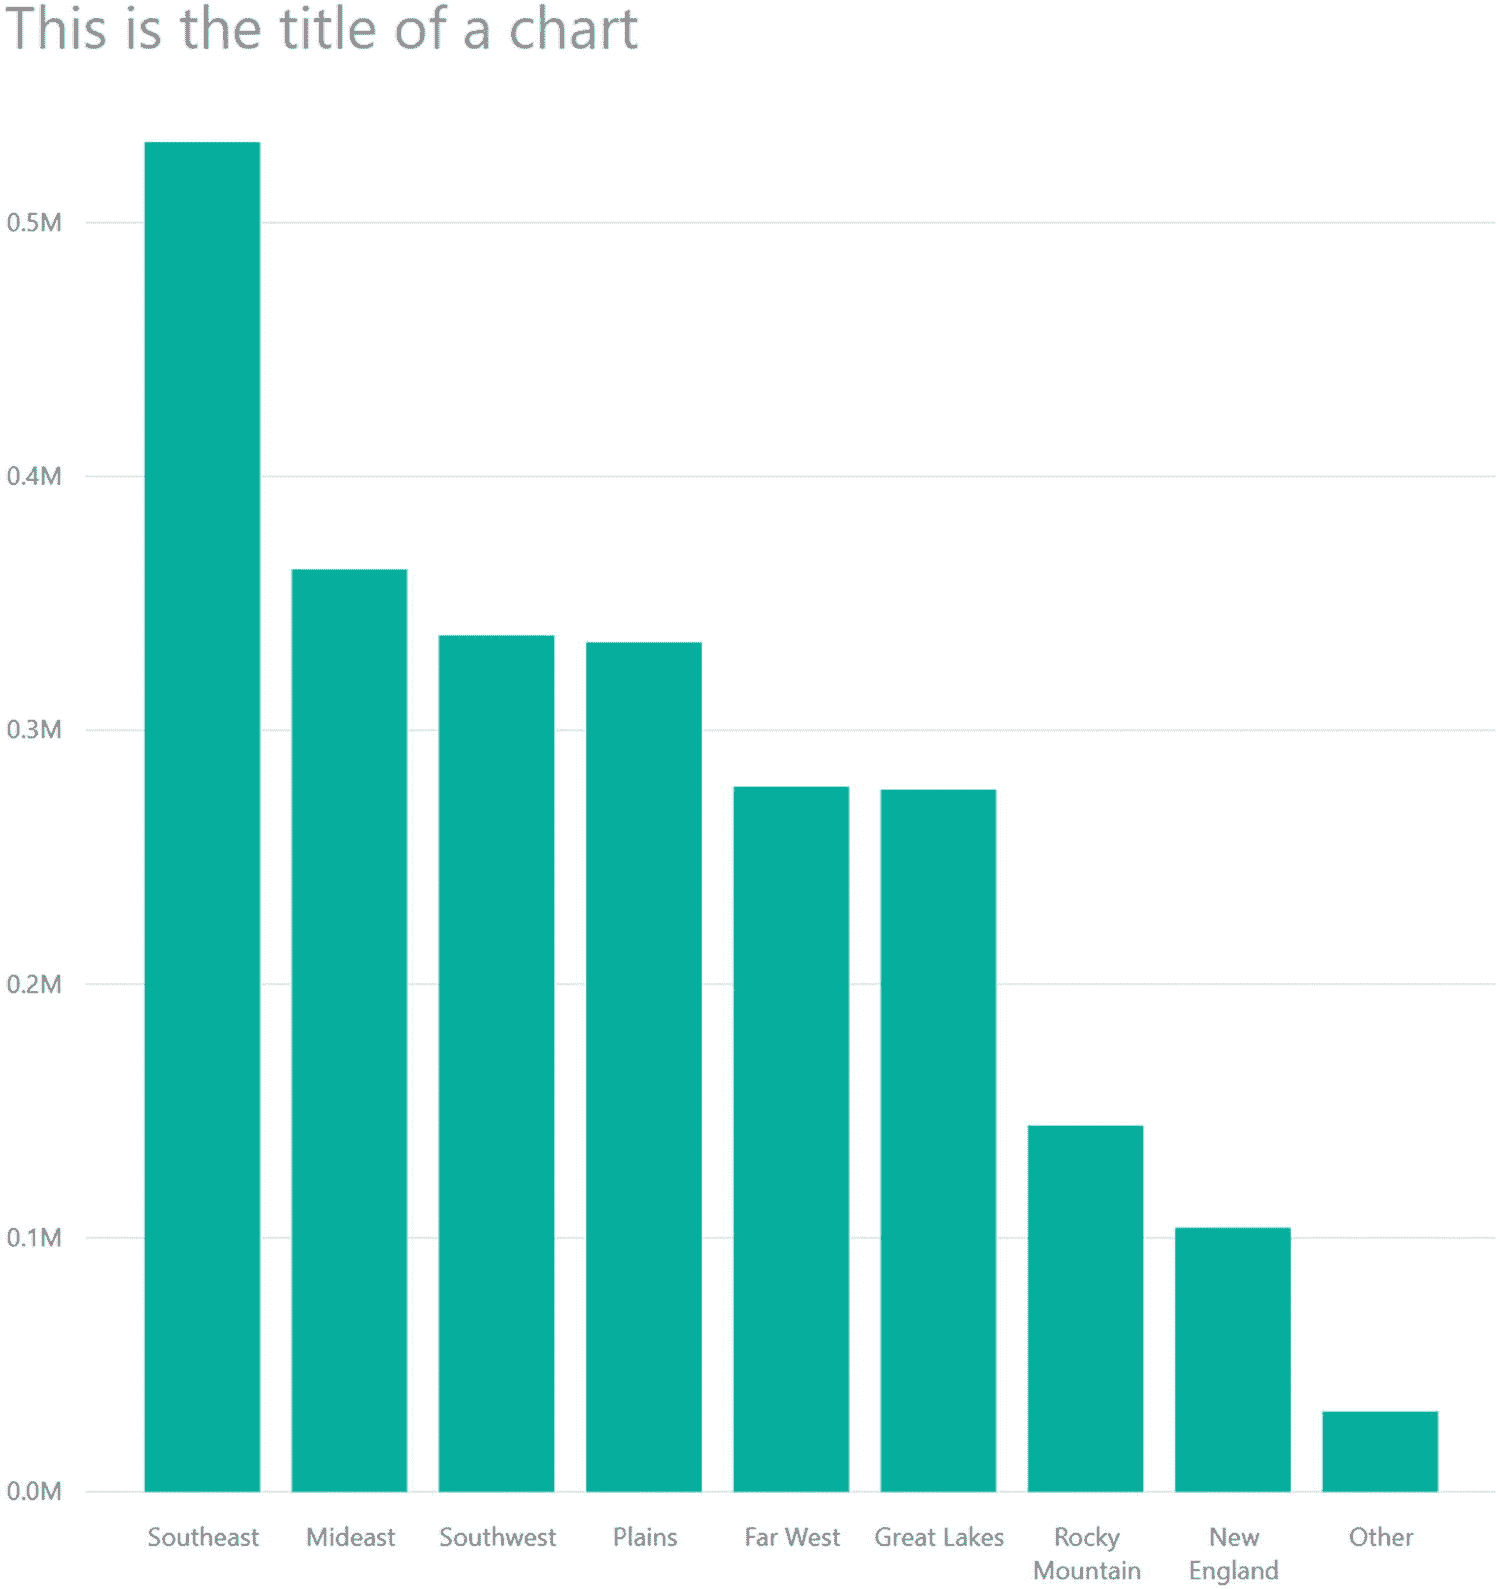 This is the title of a chart
0.5M
0.4M
0.3M
0.2M
0.1M
0.0M
Southeast
Mideast
Southwest
Plains
Far West
Great Lakes
Rocky
Mountain
New
England
Other